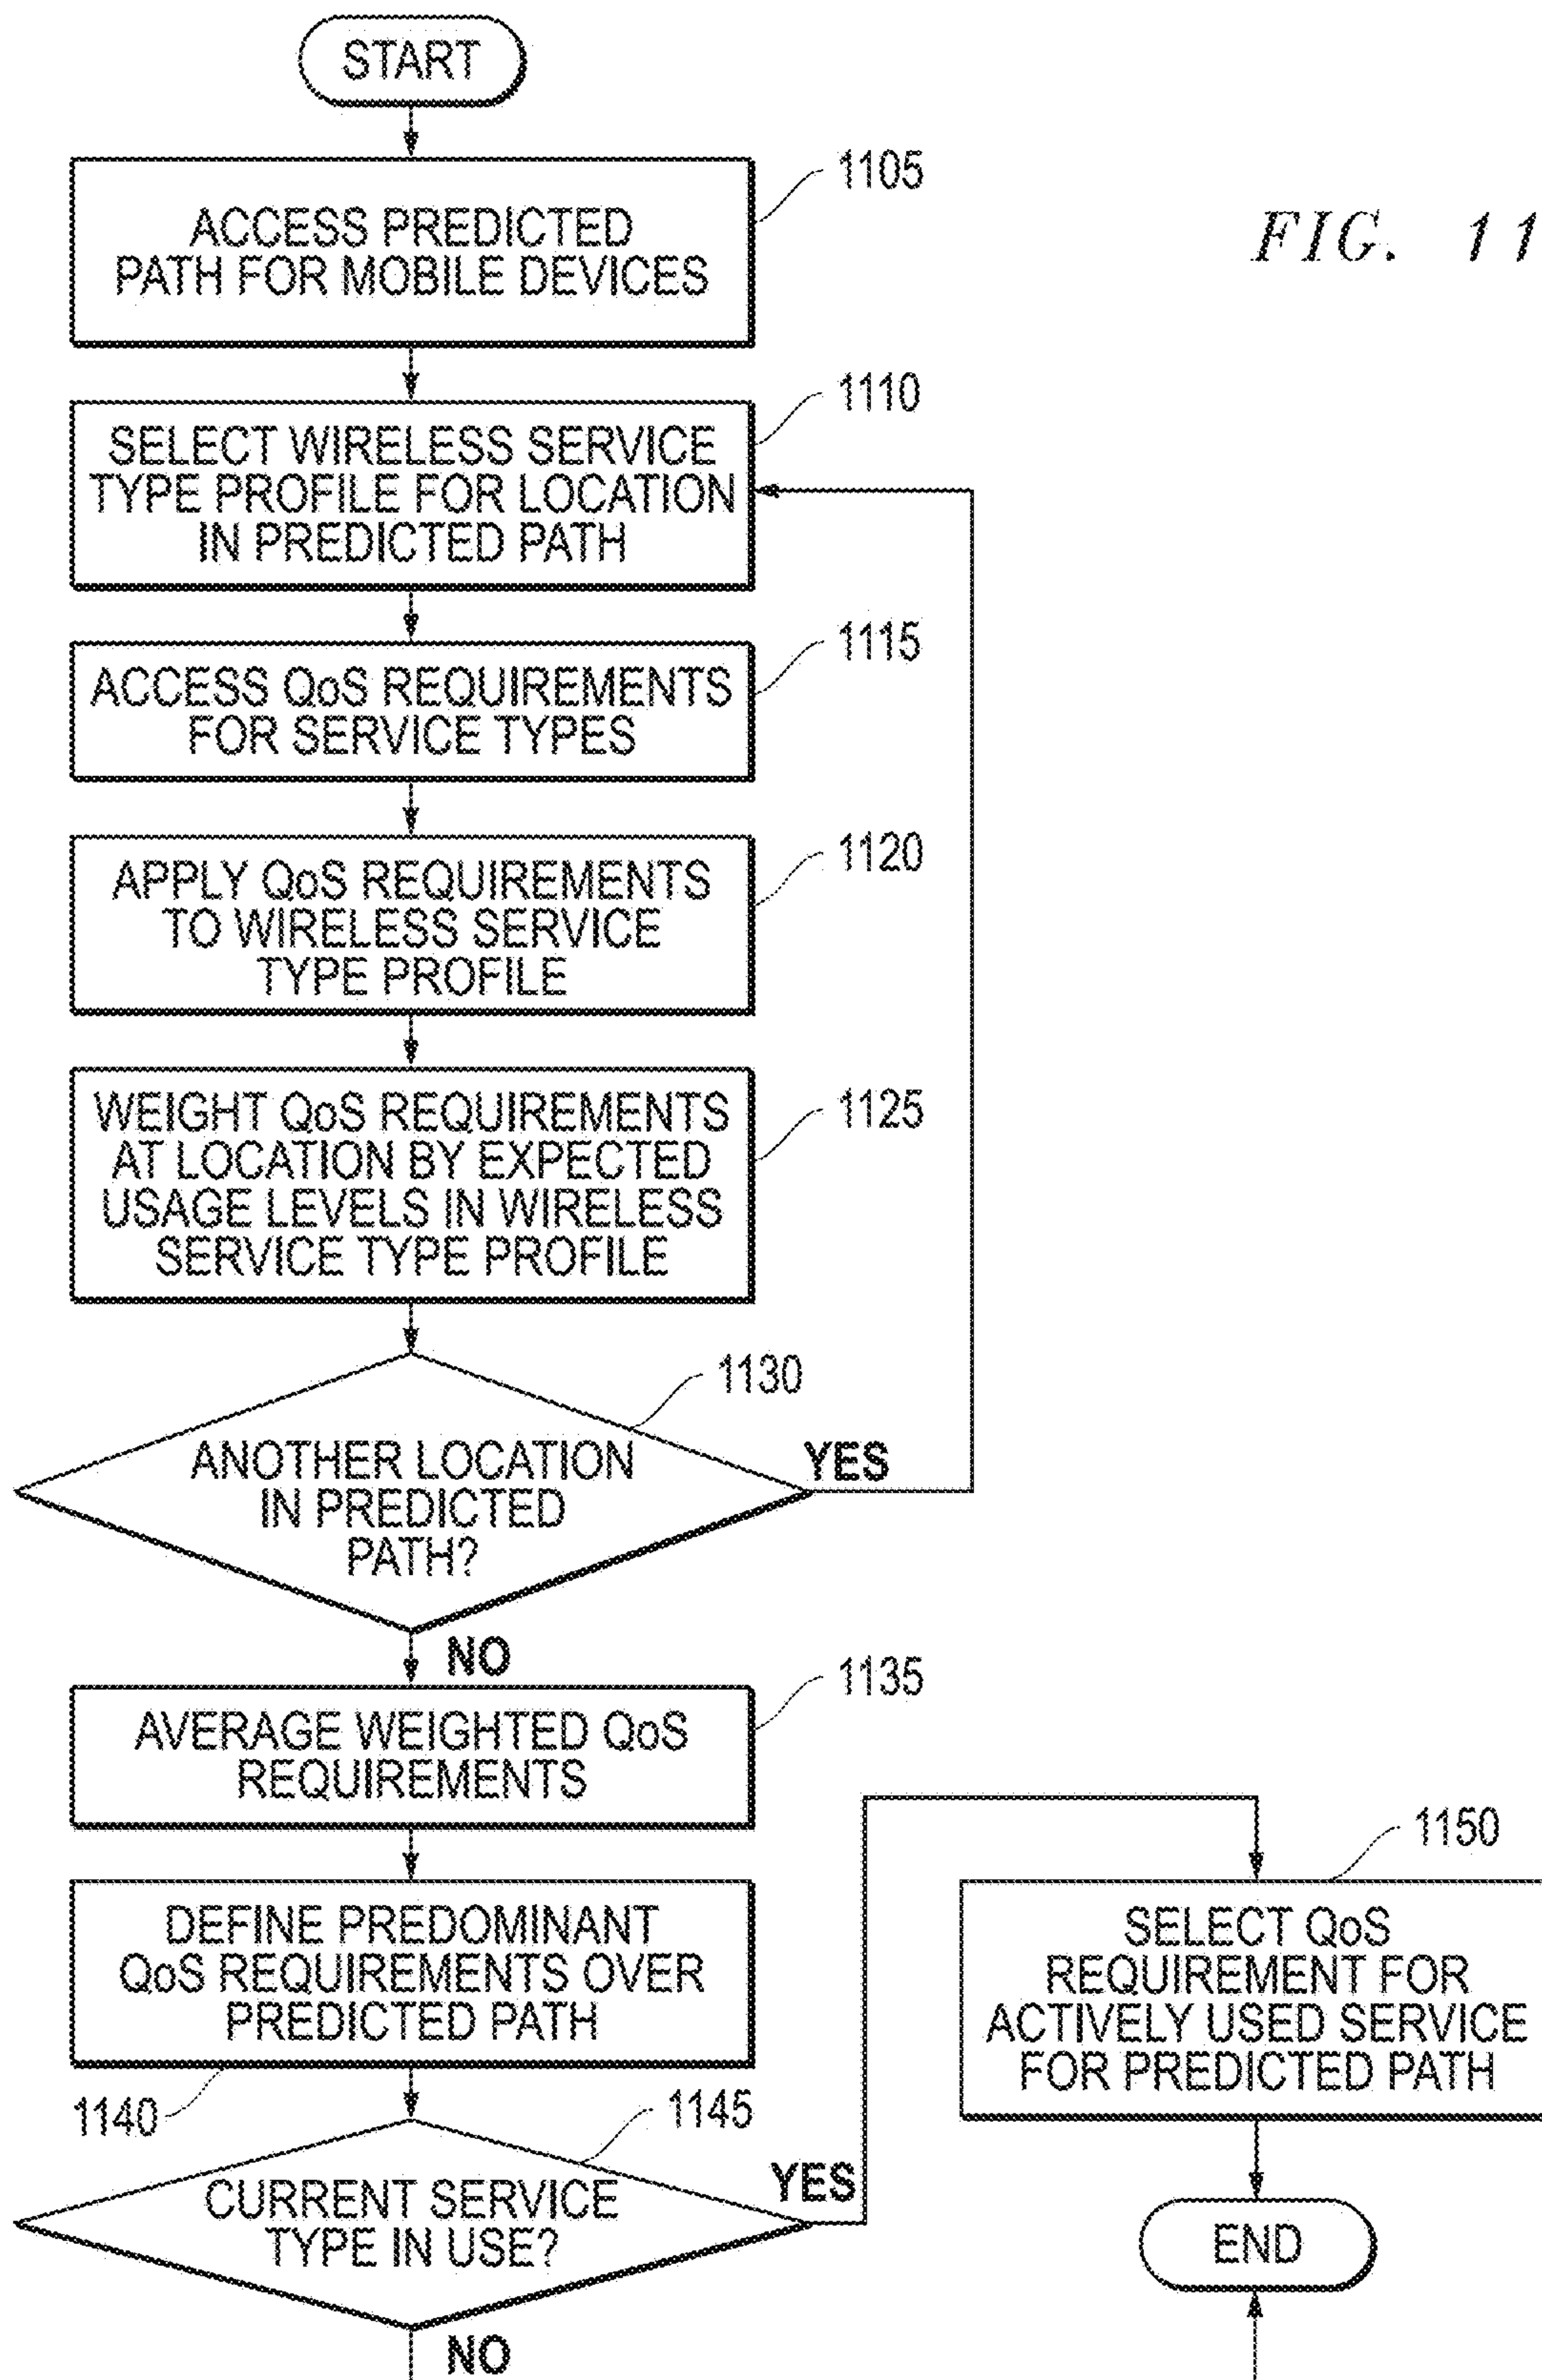 START
1105
ACCESS PREDICTED
PATH FOR MOBILE DEVICES
FIG. 11
1110
SELECT WIRELESS SERVICE
TYPE PROFILE FOR LOCATION
IN PREDICTED PATH
1115
ACCESS QoS REQUIREMENTS
FOR SERVICE TYPES
1120
APPLY QoS REQUIREMENTS
TO WIRELESS SERVICE
TYPE PROFILE
1125
WEIGHT QoS REQUIREMENTS
AT LOCATION BY EXPECTED
USAGE LEVELS IN WIRELESS
SERVICE TYPE PROFILE
1130
ANOTHER LOCATION
IN PREDICTED
PATH?
YES
NO
1135
AVERAGE WEIGHTED QoS
REQUIREMENTS
DEFINE PREDOMINANT
QoS REQUIREMENTS OVER
PREDICTED PATH
1140
1145
CURRENT SERVICE
TYPE IN USE?
YES
NO
1150
SELECT QoS
REQUIREMENT FOR
ACTIVELY USED SERVICE
FOR PREDICTED PATH
END